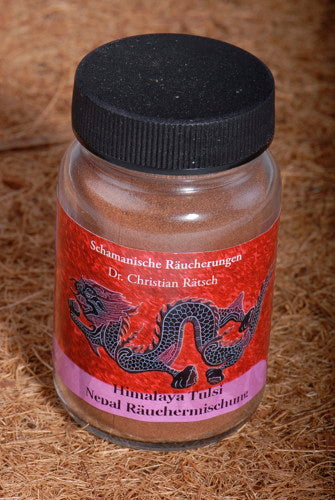 Schamanische Räucherungen
Dr. Christian Rätsch
Himalaya Tulsi
Nepal Räuchermischung